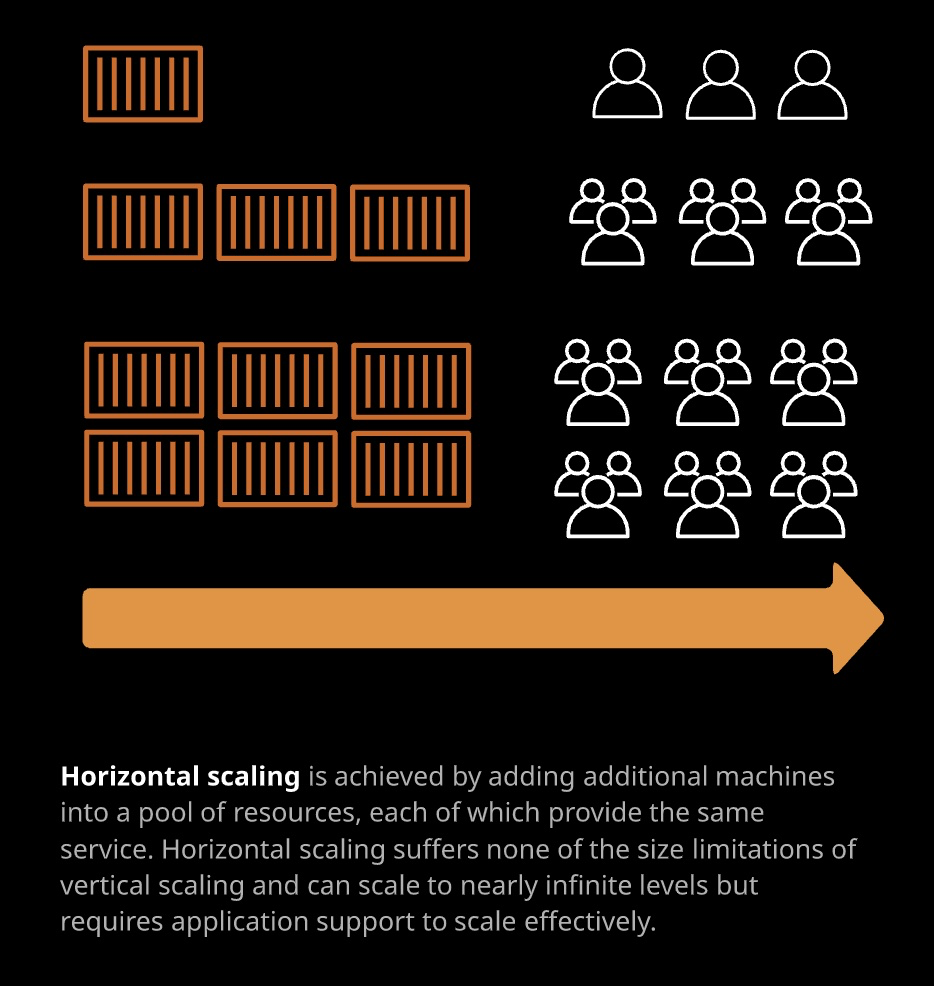 Horizontal scaling is achieved by adding additional machines
into a pool of resources, each of which provide the same
service. Horizontal scaling suffers none of the size limitations of
vertical scaling and can scale to nearly infinite levels but
requires application support to scale effectively.